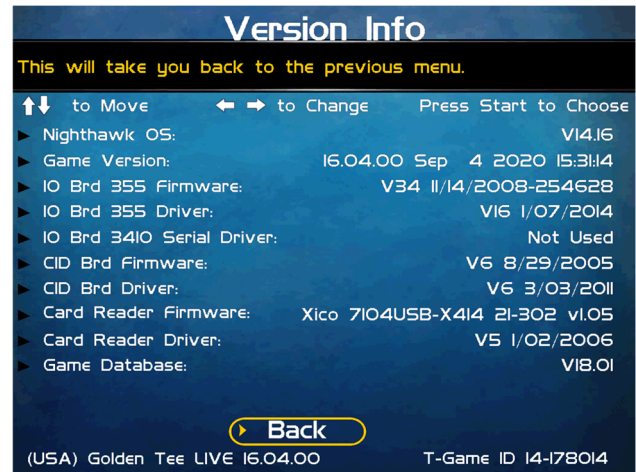 Version Info
This will take you back to the previous menu.
to Move to Change Press Start to Choose
Nighthawk OS: V14.16
Game Version: 16.04.00 Sep 4 2020 15:31:14
IO Brd 355 Firmware: V34 11/14/2008-254628
IO Brd 355 Driver: V16 1/07/2014
IO Brd 3410 Serial Driver: Not Used
CID Brd Firmware: V6 8/29/2005
CID Brd Driver: V6 3/03/2011
Card Reader Firmware: Xico 7104USB-X414 21-302 v1.05
Card Reader Driver: V5 1/02/2006
Game Database: V18.01
Back
(USA) Golden Tee LIVE 16.04.00 T-Game ID 14-178014